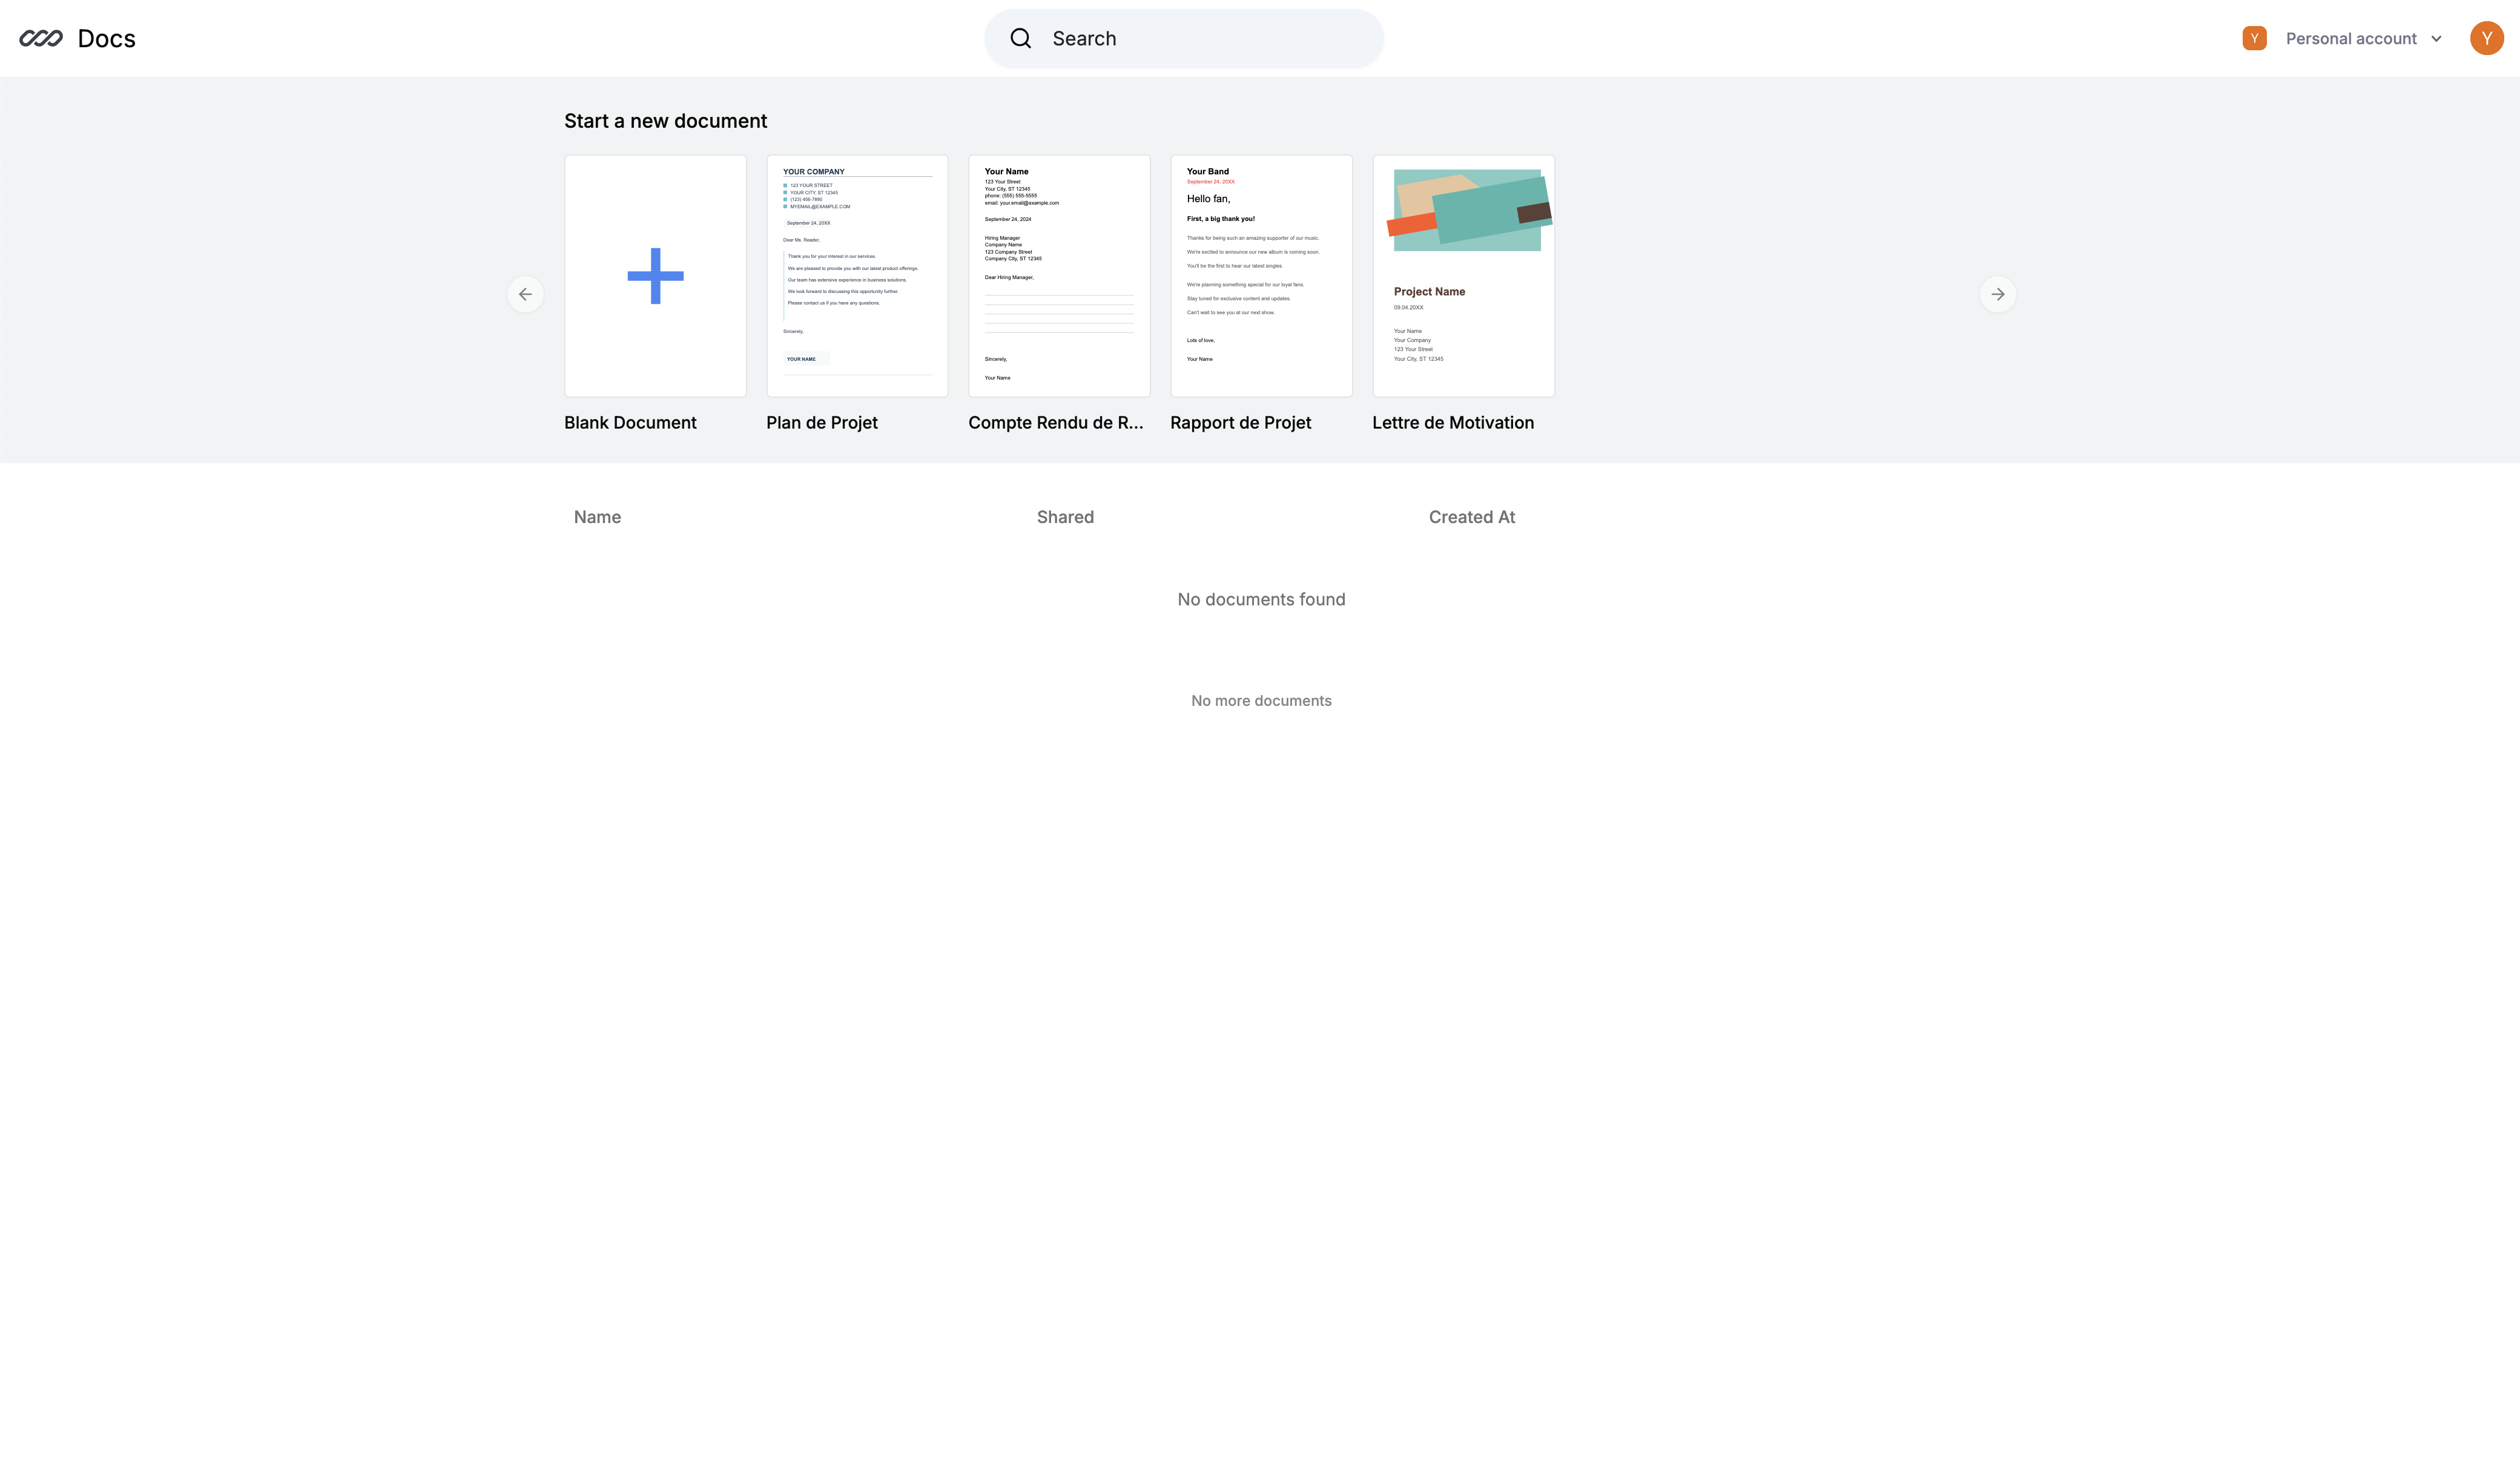 Docs
Search
Y
Personal account
Y
Start a new document
YOUR COMPANY
123 YOUR STREET
YOUR CITY, ST 12345
(123) 456-7890
MYEMAIL@EXAMPLE.COM
September 24, 20XX
Dear Ms. Reader,
Thank you for your interest in our services.
We are pleased to provide you with our latest product offerings.
Our team has extensive experience in business solutions.
We look forward to discussing this opportunity further.
Please contact us if you have any questions.
Sincerely,
YOUR NAME
Your Name
123 Your Street
Your City, ST 12345
phone: (555) 555-5555
email: your.email@example.com
September 24, 2024
Hiring Manager
Company Name
123 Company Street
Company City, ST 12345
Dear Hiring Manager,
Sincerely,
Your Name
Your Band
September 24, 20XX
Hello fan,
First, a big thank you!
Thanks for being such an amazing supporter of our music.
We're excited to announce our new album is coming soon.
You'll be the first to hear our latest singles.
We're planning something special for our loyal fans.
Stay tuned for exclusive content and updates.
Can't wait to see you at our next show.
Lots of love,
Your Name
Project Name
09.04.20XX
Your Name
Your Company
123 Your Street
Your City, ST 12345
Blank Document
Plan de Projet
Compte Rendu de R...
Rapport de Projet
Lettre de Motivation
Name
Shared
Created At
No documents found
No more documents